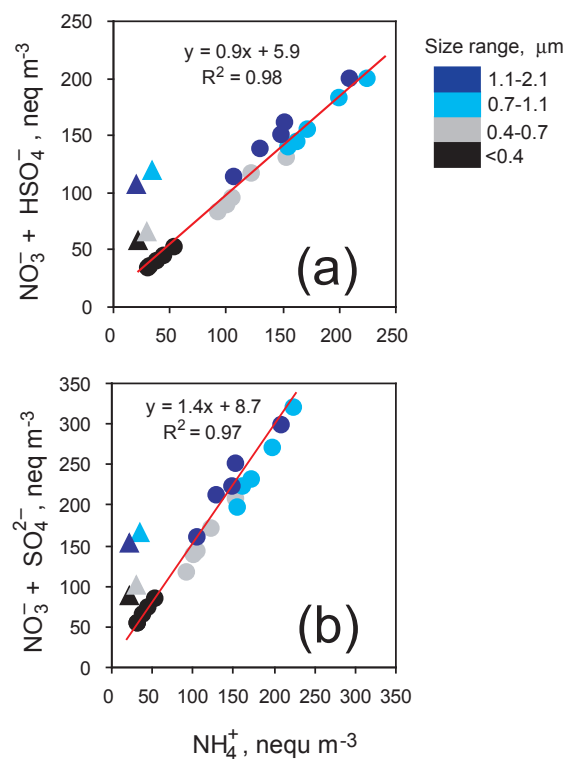 Size range, μm
1.1-2.1
0.7-1.1
0.4-0.7
<0.4
NO₃⁻ + HSO₄⁻ , neq m⁻³
250
200
150
100
50
0
y = 0.9x + 5.9
R² = 0.98
(a)
0 50 100 150 200 250
NO₃⁻ + SO₄²⁻, neq m⁻³
350
300
250
200
150
100
50
0
y = 1.4x + 8.7
R² = 0.97
(b)
0 50 100 150 200 250 300 350
NH₄⁺, nequ m⁻³